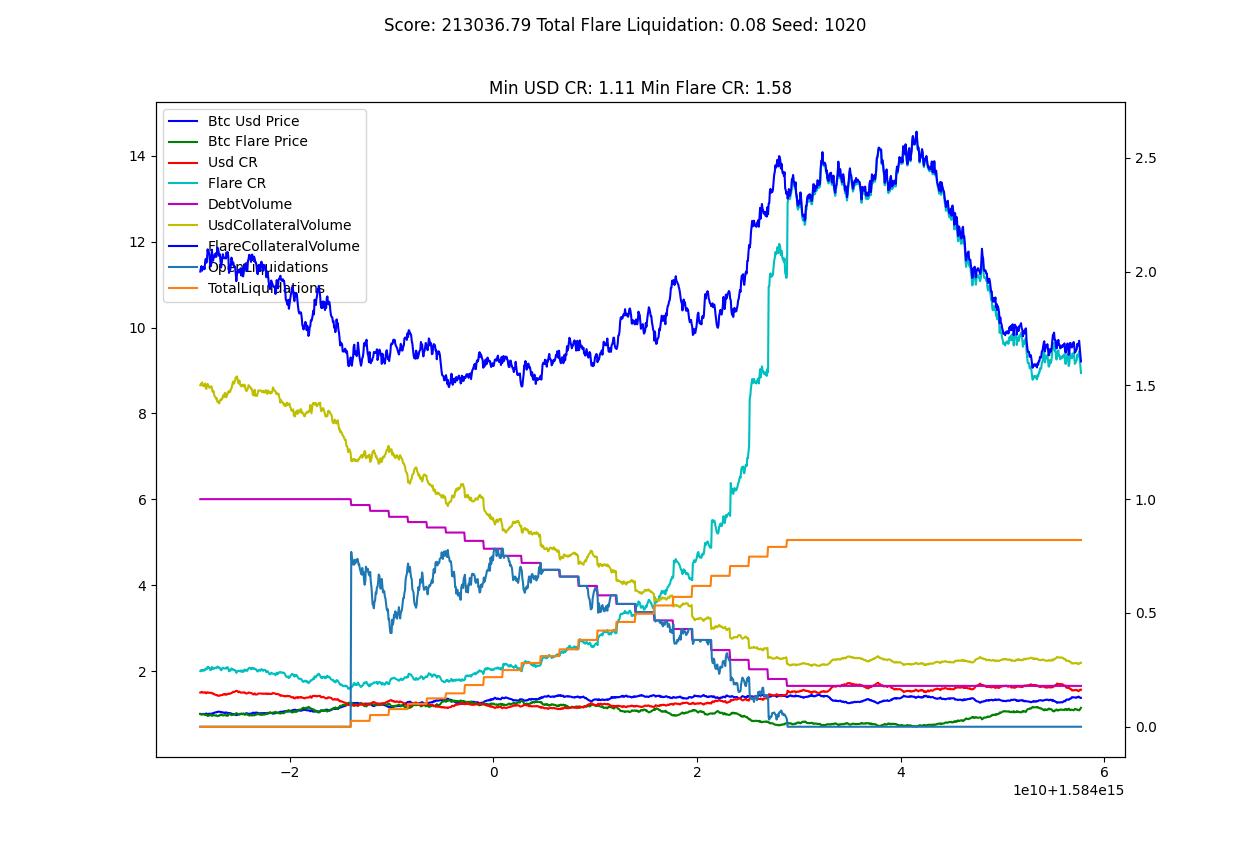 Score: 213036.79 Total Flare Liquidation: 0.08 Seed: 1020
Min USD CR: 1.11 Min Flare CR: 1.58
Btc Usd Price
Btc Flare Price
Usd CR
Flare CR
DebtVolume
UsdCollateralVolume
FlareCollateralVolume
OpenLiquidations
TotalLiquidations
14
12
10
8
6
4
2
2.5
2.0
1.5
1.0
0.5
0.0
−2
0
2
4
6
1e10+1.584e15